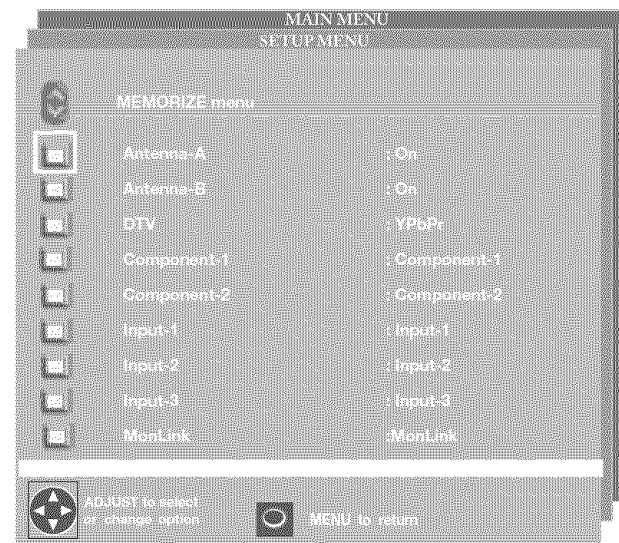 MAIN MENU
SETUP MENU
MEMORIZE menu
Antenna-A : On
Antenna-B : On
DTV : YPbPr
Component-1 : Component-1
Component-2 : Component-2
Input-1 : Input-1
Input-2 : Input-2
Input-3 : Input-3
MonLink :MonLink
ADJUST to select
or change option
MENU to return